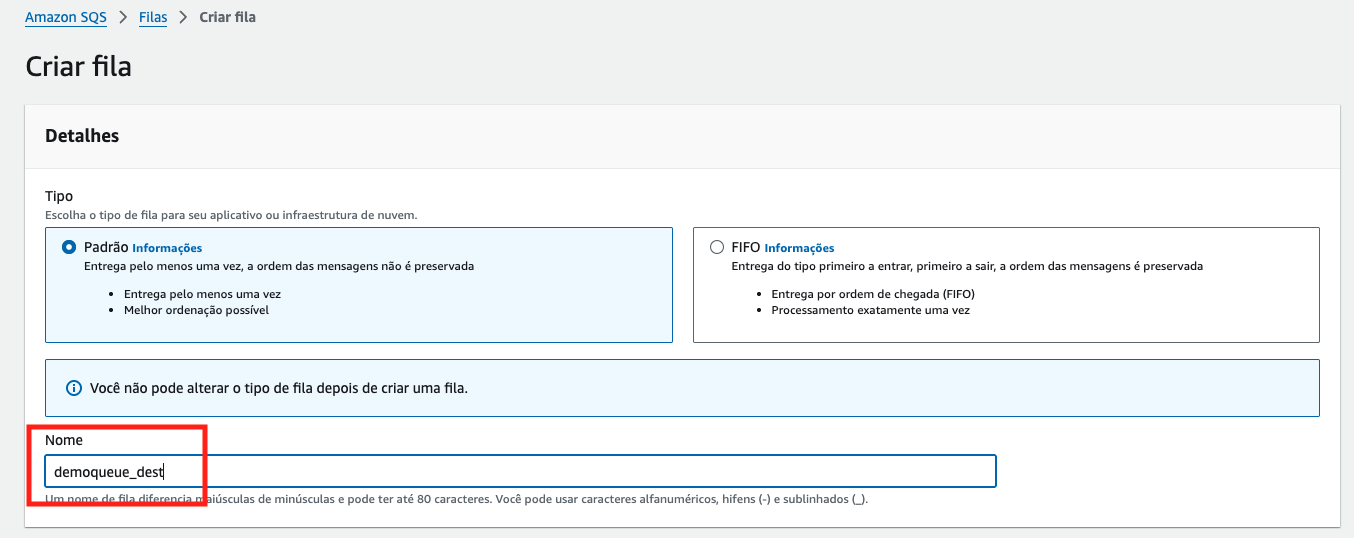 Amazon SQS > Filas > Criar fila
Criar fila
Detalhes
Tipo
Escolha o tipo de fila para seu aplicativo ou infraestrutura de nuvem.
Padrão Informações
Entrega pelo menos uma vez, a ordem das mensagens não é preservada
• Entrega pelo menos uma vez
• Melhor ordenação possível
FIFO Informações
Entrega do tipo primeiro a entrar, primeiro a sair, a ordem das mensagens é preservada
• Entrega por ordem de chegada (FIFO)
• Processamento exatamente uma vez
Você não pode alterar o tipo de fila depois de criar uma fila.
Nome
demoqueue_dest
Um nome de fila diferencia maiúsculas de minúsculas e pode ter até 80 caracteres. Você pode usar caracteres alfanuméricos, hifens (-) e sublinhados (_).